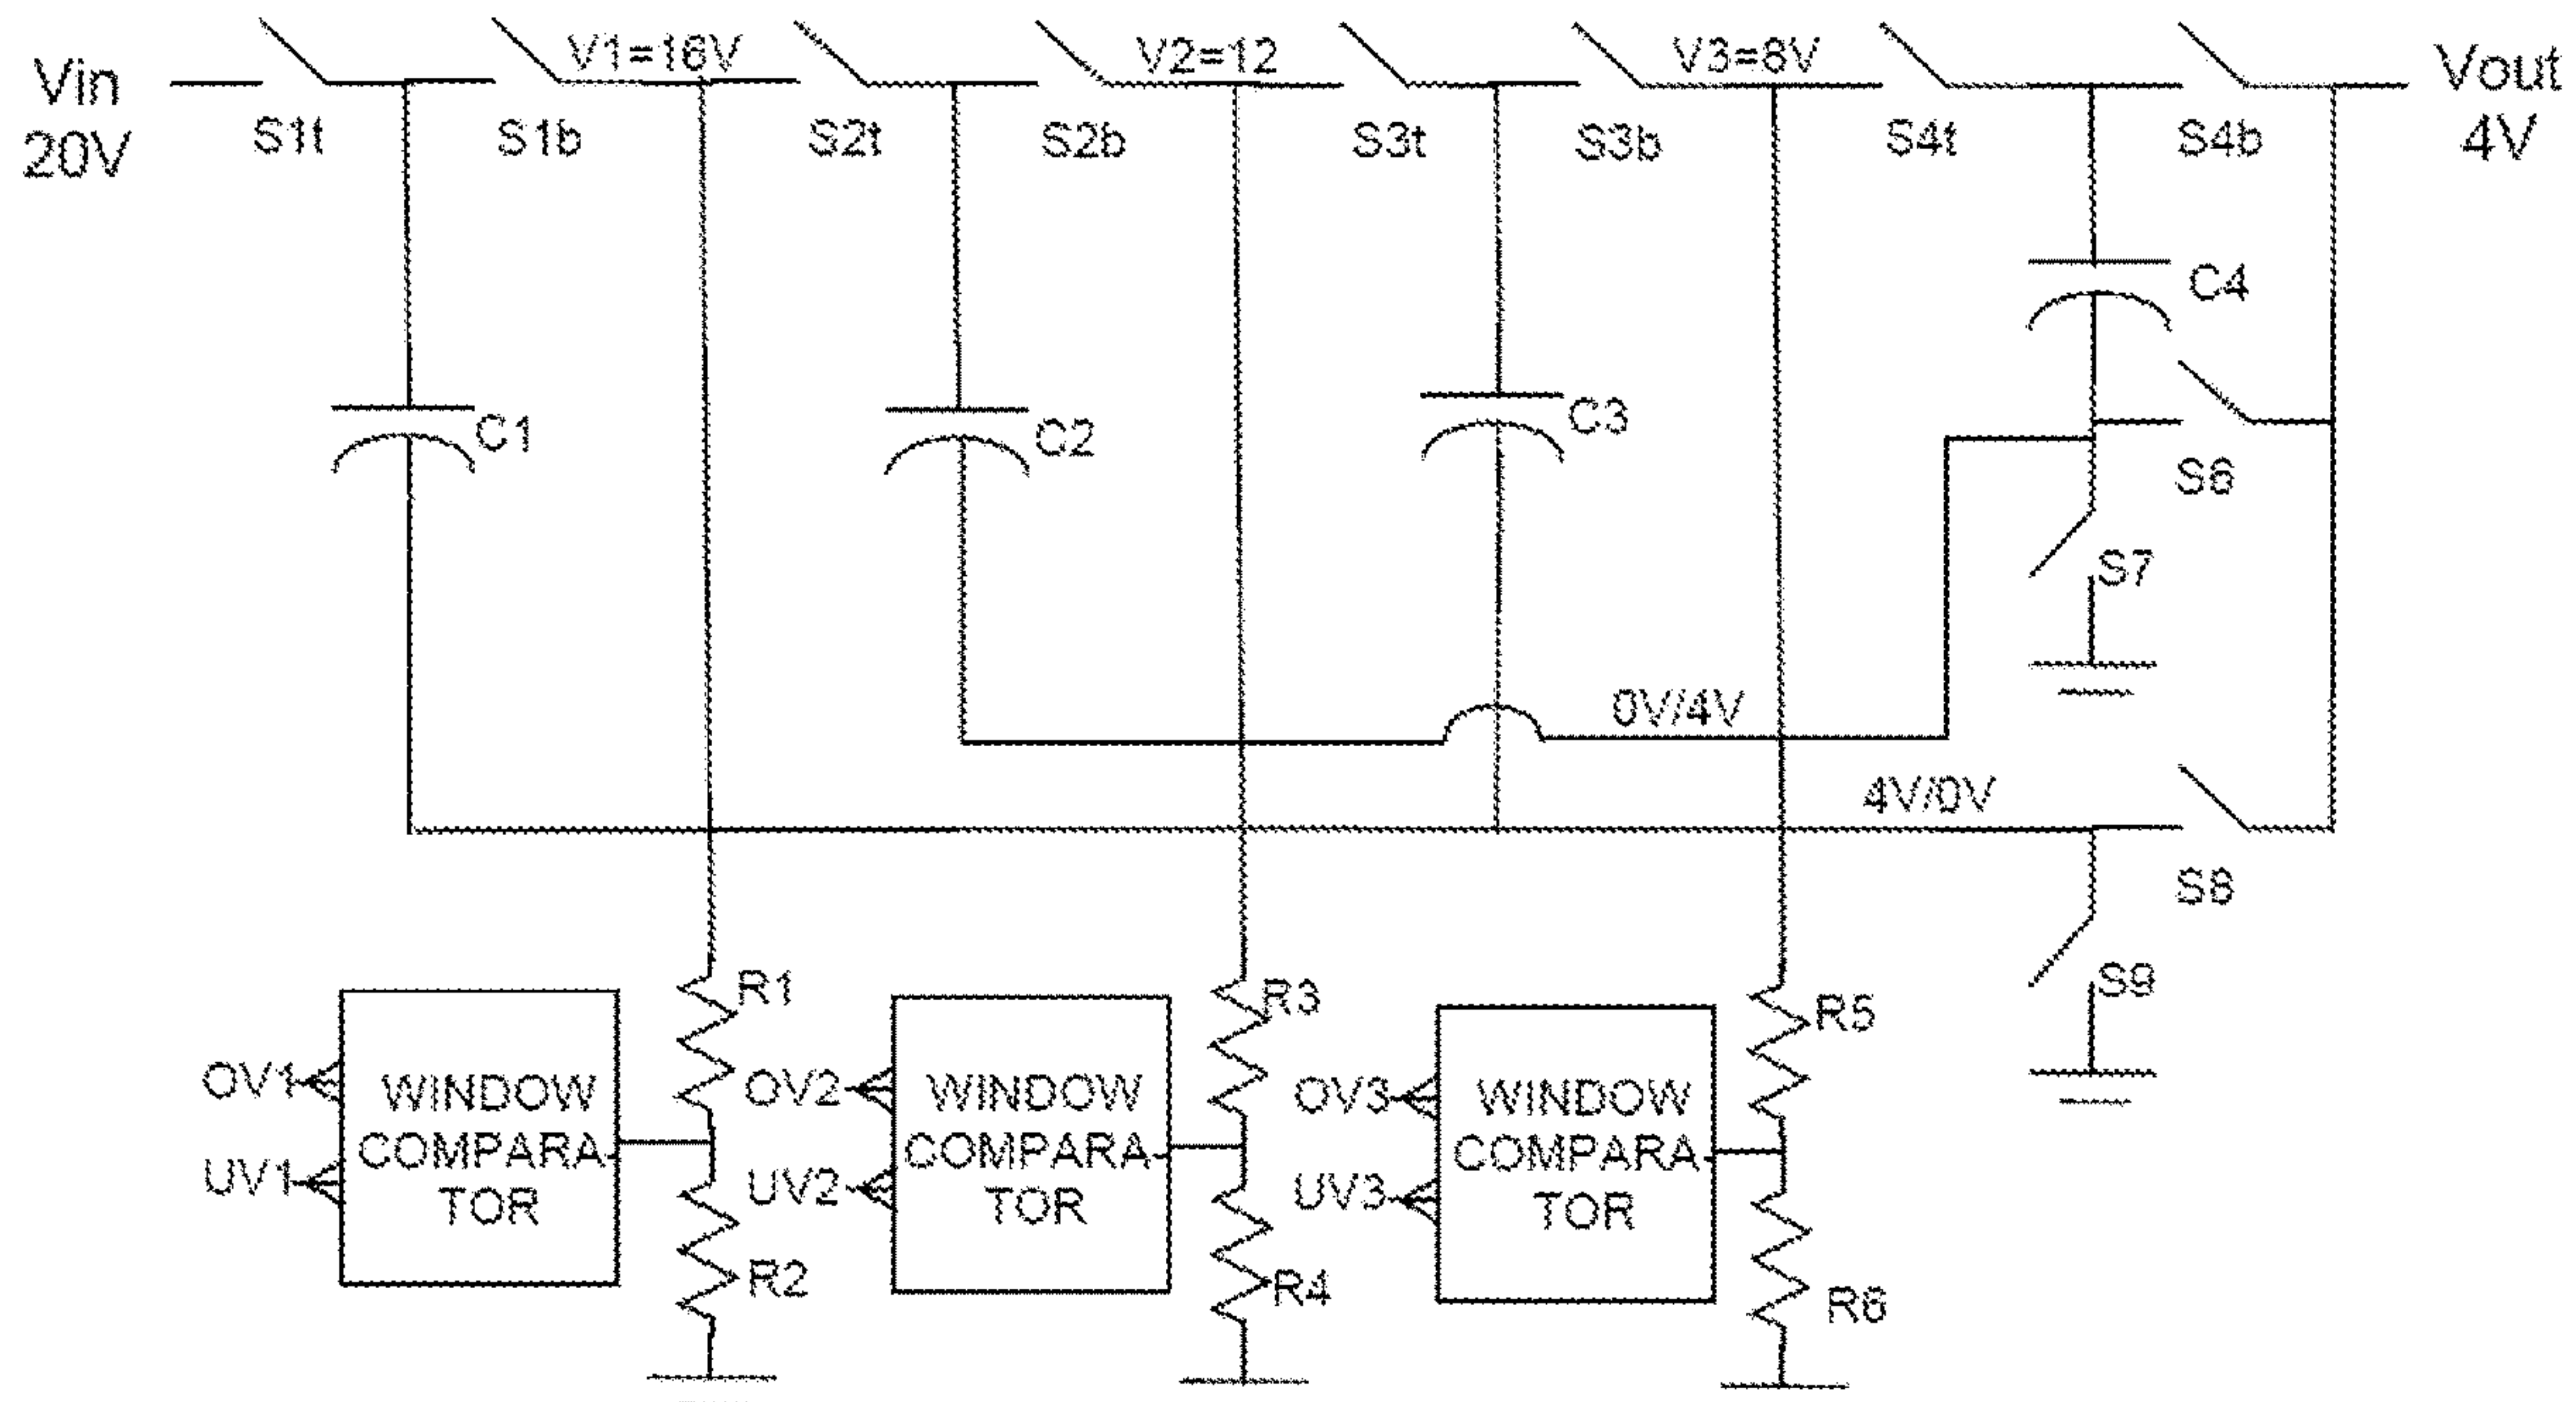 Vin
20V
S1t
S1b
V1=16V
S2t
S2b
V2=12
S3t
S3b
V3=8V
S4t
S4b
Vout
4V
C1
C2
C3
C4
S6
S7
0V/4V
4V/0V
S8
S9
R1
R3
R5
OV1
UV1
WINDOW
COMPARA
TOR
R2
OV2
UV2
WINDOW
COMPARA
TOR
R4
OV3
UV3
WINDOW
COMPARA
TOR
R6